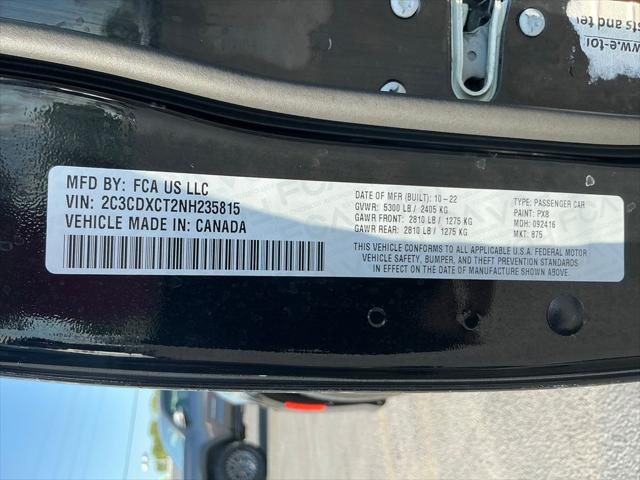 MFD BY: FCA US LLC
VIN: 2C3CDXCT2NH235815
VEHICLE MADE IN: CANADA
DATE OF MFR (BUILT): 10-22
GVWR: 5300 LB / 2405 KG
GAWR FRONT: 2810 LB / 1275 KG
GAWR REAR: 2810 LB / 1275 KG
TYPE: PASSENGER CAR
PAINT: PX8
MDH: 092416
MKT: 875
THIS VEHICLE CONFORMS TO ALL APPLICABLE U.S.A. FEDERAL MOTOR
VEHICLE SAFETY, BUMPER, AND THEFT PREVENTION STANDARDS
IN EFFECT ON THE DATE OF MANUFACTURE SHOWN ABOVE.